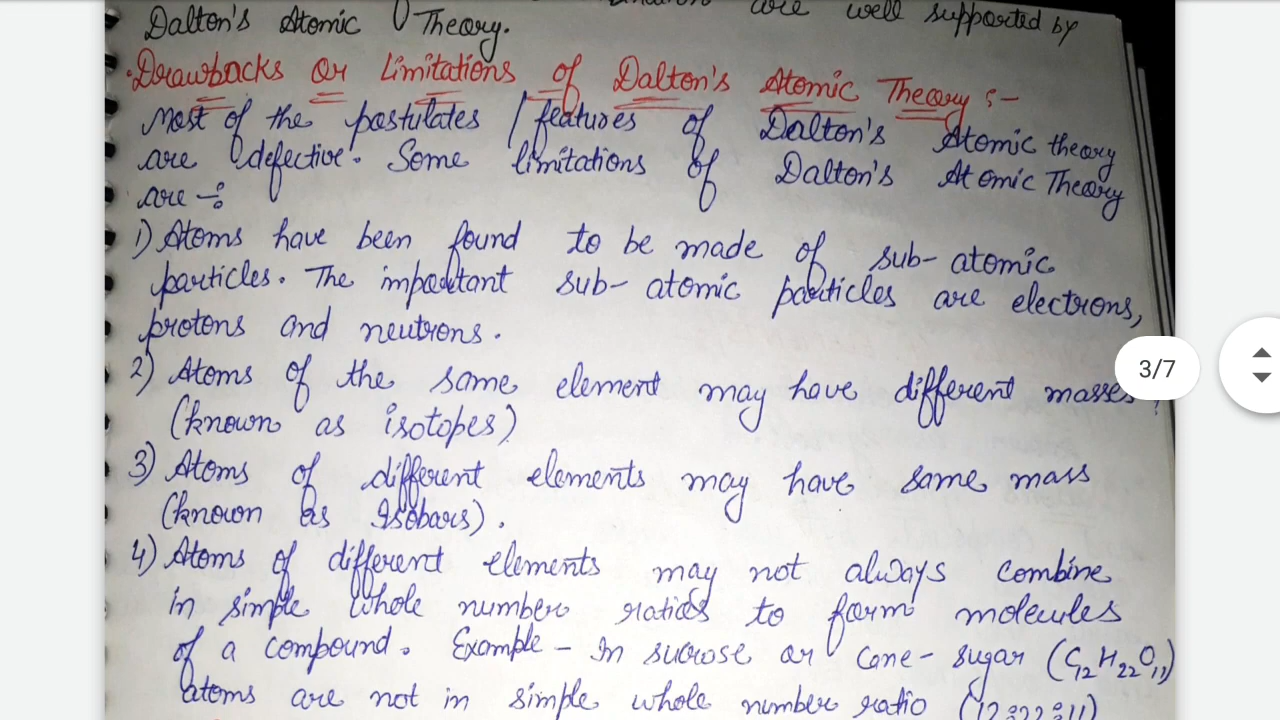 are well supported by
Dalton's Atomic Theory.
Drawbacks or Limitations of Dalton's Atomic Theory :-
Most of the postulates / features of Dalton's Atomic theory
are defective. Some limitations of Dalton's Atomic Theory
are -:
1) Atoms have been found to be made of sub-atomic
particles. The important sub-atomic particles are electrons,
protons and neutrons.
2) Atoms of the same element may have different masses
(known as isotopes)
3) Atoms of different elements may have same mass
(known as Isobars).
4) Atoms of different elements may not always combine
in simple whole number ratios to form molecules
of a compound. Example - In sucrose or cane-sugar (C12H22O11)
atoms are not in simple whole number ratio (12:22:11)
3/7